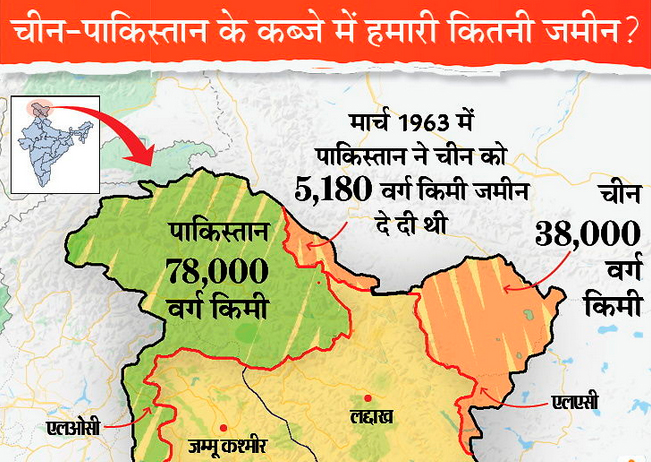 चीन-पाकिस्तान के कब्जे में हमारी कितनी जमीन?
मार्च 1963 में
पाकिस्तान ने चीन को
5,180 वर्ग किमी जमीन
दे दी थी
चीन
38,000
वर्ग
किमी
पाकिस्तान
78,000
वर्ग किमी
लद्दाख
एलएसी
एलओसी
जम्मू कश्मीर